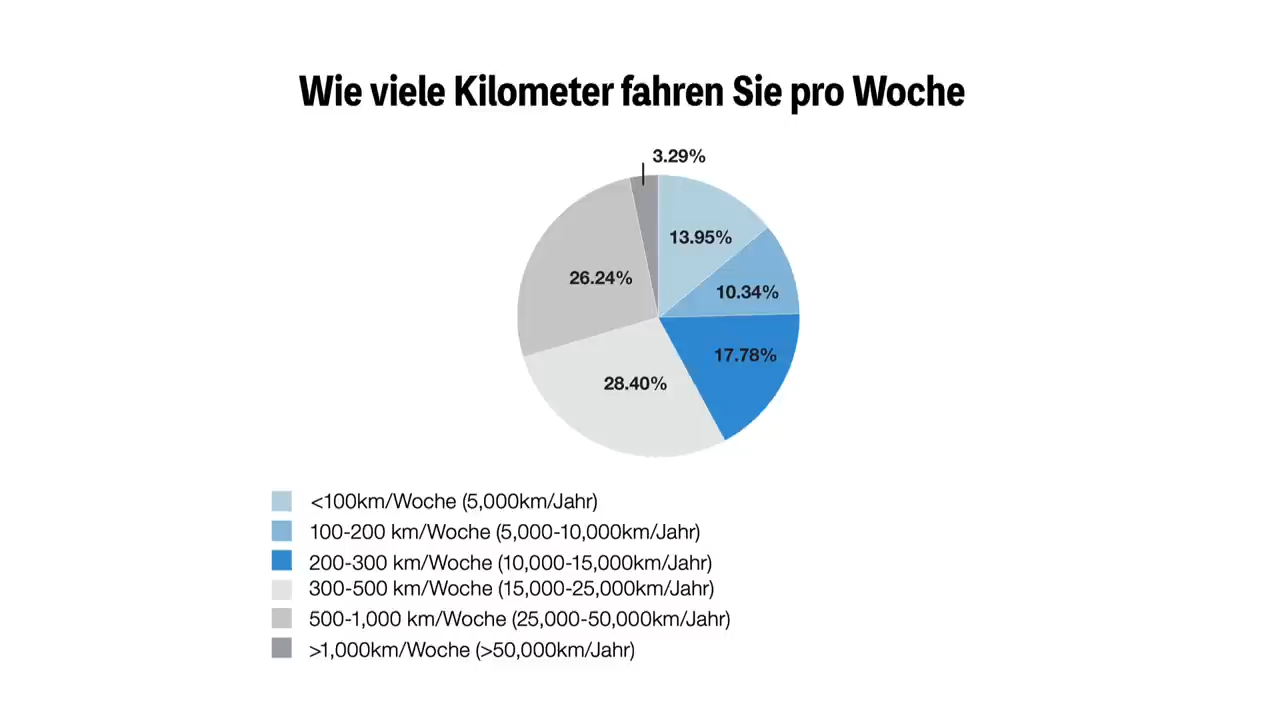 Wie viele Kilometer fahren Sie pro Woche
3.29%
13.95%
10.34%
26.24%
17.78%
28.40%
<100km/Woche (5,000km/Jahr)
100-200 km/Woche (5,000-10,000km/Jahr)
200-300 km/Woche (10,000-15,000km/Jahr)
300-500 km/Woche (15,000-25,000km/Jahr)
500-1,000 km/Woche (25,000-50,000km/Jahr)
>1,000km/Woche (>50,000km/Jahr)